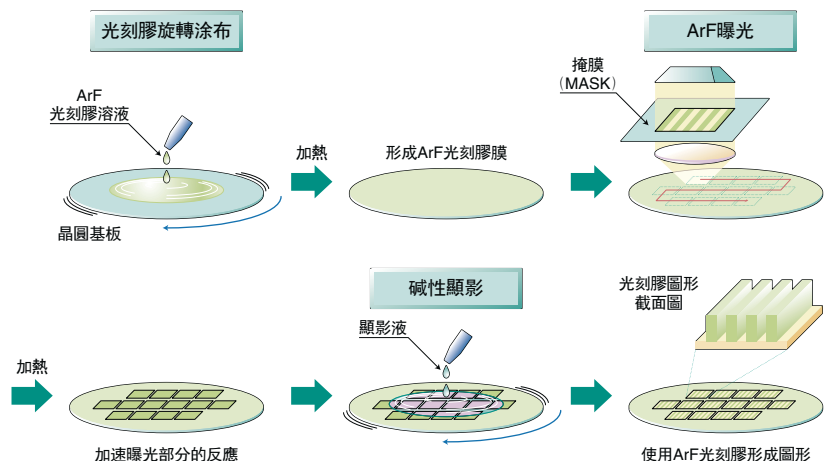 光刻膠旋轉涂布
ArF曝光
ArF
光刻膠溶液
掩膜
(MASK)
加熱
形成ArF光刻膠膜
晶圓基板
碱性顯影
光刻膠圖形
截面圖
顯影液
加熱
加速曝光部分的反應
使用ArF光刻膠形成圖形